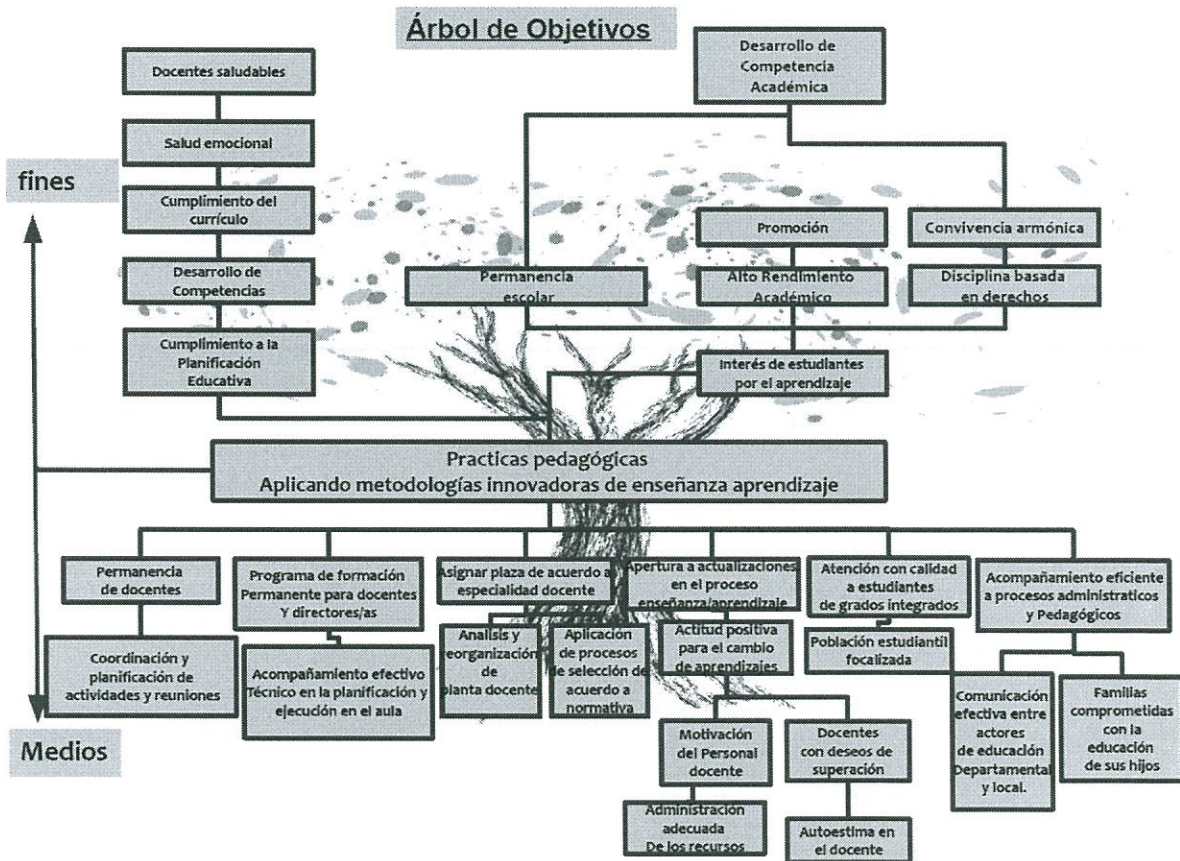 Árbol de Objetivos
Desarrollo de
Competencia
Académica
Docentes saludables
Salud emocional
fines
Cumplimiento del
currículo
Promoción
Convivencia armónica
Desarrollo de
Competencias
Permanencia
escolar
Alto Rendimiento
Académico
Disciplina basada
en derechos
Cumplimiento a la
Planificación
Educativa
Interés de estudiantes
por el aprendizaje
Practicas pedagógicas
Aplicando metodologías innovadoras de enseñanza aprendizaje
Permanencia
de docentes
Programa de formación
Permanente para docentes
Y directores/as
Asignar plaza de acuerdo a
especialidad docente
Apertura a actualizaciones
en el proceso
enseñanza/aprendizaje
Atención con calidad
a estudiantes
de grados integrados
Acompañamiento eficiente
a procesos administraticos
y Pedagógicos
Coordinación y
planificación de
actividades y reuniones
Acompañamiento efectivo
Técnico en la planificación y
ejecución en el aula
Analisis y
reorganización
de
planta docente
Aplicación
de procesos
de selección de
acuerdo a
normativa
Actitud positiva
para el cambio
de aprendizajes
Población estudiantil
focalizada
Comunicación
efectiva entre
actores
de educación
Departamental
y local.
Familias
comprometidas
con la
educación
de sus hijos
Medios
Motivación
del Personal
docente
Docentes
con deseos de
superación
Administración
adecuada
De los recursos
Autoestima en
el docente